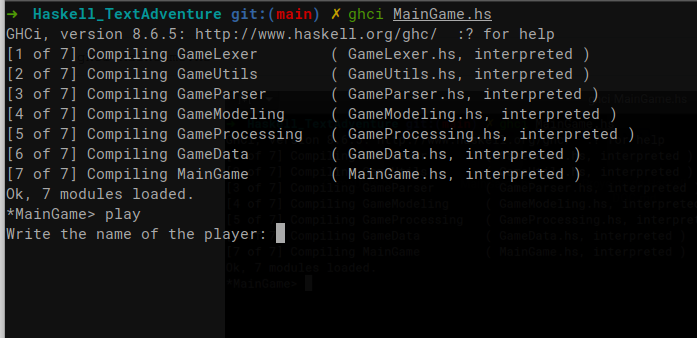 ➜ Haskell_TextAdventure git:(main) ✗ ghci MainGame.hs
GHCi, version 8.6.5: http://www.haskell.org/ghc/  :? for help
[1 of 7] Compiling GameLexer        ( GameLexer.hs, interpreted )
[2 of 7] Compiling GameUtils        ( GameUtils.hs, interpreted )
[3 of 7] Compiling GameParser       ( GameParser.hs, interpreted )
[4 of 7] Compiling GameModeling     ( GameModeling.hs, interpreted )
[5 of 7] Compiling GameProcessing   ( GameProcessing.hs, interpreted )
[6 of 7] Compiling GameData         ( GameData.hs, interpreted )
[7 of 7] Compiling MainGame         ( MainGame.hs, interpreted )
Ok, 7 modules loaded.
*MainGame> play
Write the name of the player: